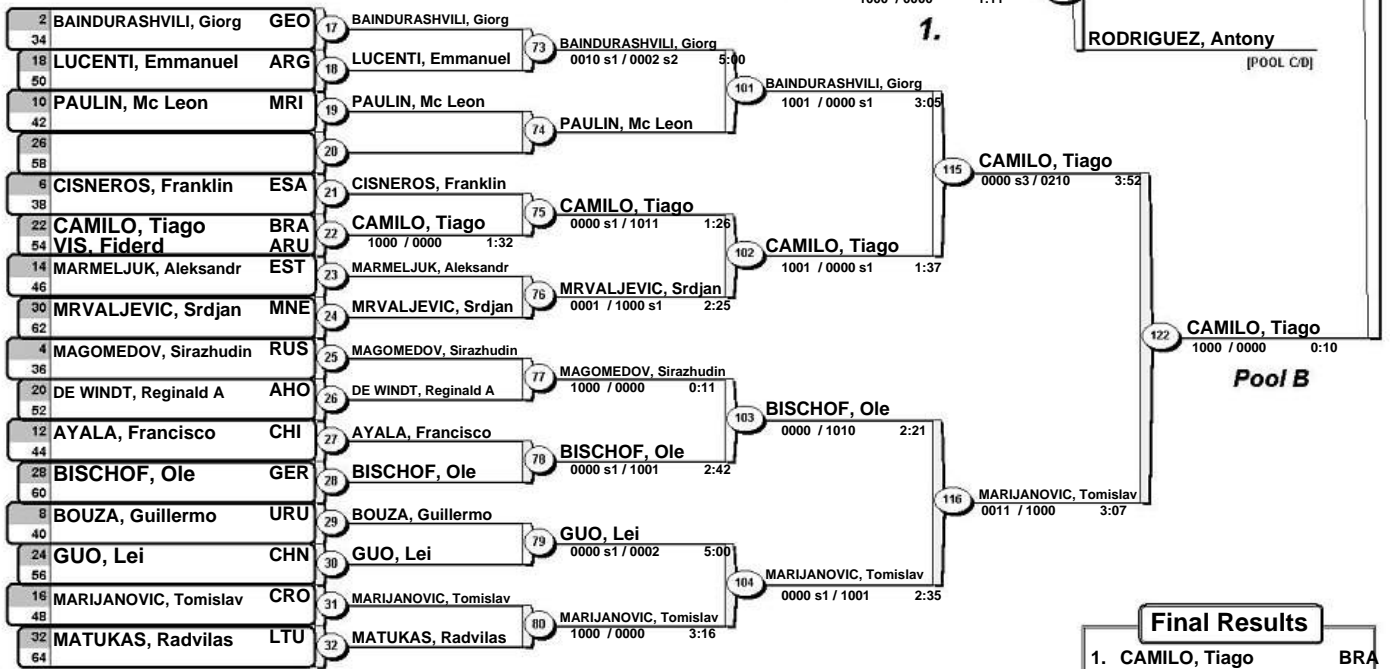 1.
RODRIGUEZ, Antony
[POOL C/D]
2 BAINDURASHVILI, Giorg GEO
34
18 LUCENTI, Emmanuel ARG
50
10 PAULIN, Mc Leon MRI
42
26
58
6 CISNEROS, Franklin ESA
38
22 CAMILO, Tiago BRA
54 VIS, Fiderd ARU
14 MARMELJUK, Aleksandr EST
46
30 MRVALJEVIC, Srdjan MNE
62
4 MAGOMEDOV, Sirazhudin RUS
36
20 DE WINDT, Reginald A AHO
52
12 AYALA, Francisco CHI
44
28 BISCHOF, Ole GER
60
8 BOUZA, Guillermo URU
40
24 GUO, Lei CHN
56
16 MARIJANOVIC, Tomislav CRO
48
32 MATUKAS, Radvilas LTU
64
17 BAINDURASHVILI, Giorg
18 LUCENTI, Emmanuel
19 PAULIN, Mc Leon
20
21 CISNEROS, Franklin
22 CAMILO, Tiago
1000 / 0000 1:32
23 MARMELJUK, Aleksandr
24 MRVALJEVIC, Srdjan
25 MAGOMEDOV, Sirazhudin
26 DE WINDT, Reginald A
27 AYALA, Francisco
28 BISCHOF, Ole
29 BOUZA, Guillermo
30 GUO, Lei
31 MARIJANOVIC, Tomislav
32 MATUKAS, Radvilas
73 BAINDURASHVILI, Giorg
0010 s1 / 0002 s2 5:00
74 PAULIN, Mc Leon
75 CAMILO, Tiago
0000 s1 / 1011 1:26
76 MRVALJEVIC, Srdjan
0001 / 1000 s1 2:25
77 MAGOMEDOV, Sirazhudin
1000 / 0000 0:11
78 BISCHOF, Ole
0000 s1 / 1001 2:42
79 GUO, Lei
0000 s1 / 0002 5:00
80 MARIJANOVIC, Tomislav
1000 / 0000 3:16
101 BAINDURASHVILI, Giorg
1001 / 0000 s1 3:05
102 CAMILO, Tiago
1001 / 0000 s1 1:37
103 BISCHOF, Ole
0000 / 1010 2:21
104 MARIJANOVIC, Tomislav
0000 s1 / 1001 2:35
115 CAMILO, Tiago
0000 s3 / 0210 3:52
116 MARIJANOVIC, Tomislav
0011 / 1000 3:07
122 CAMILO, Tiago
1000 / 0000 0:10
Pool B
Final Results
1. CAMILO, Tiago BRA